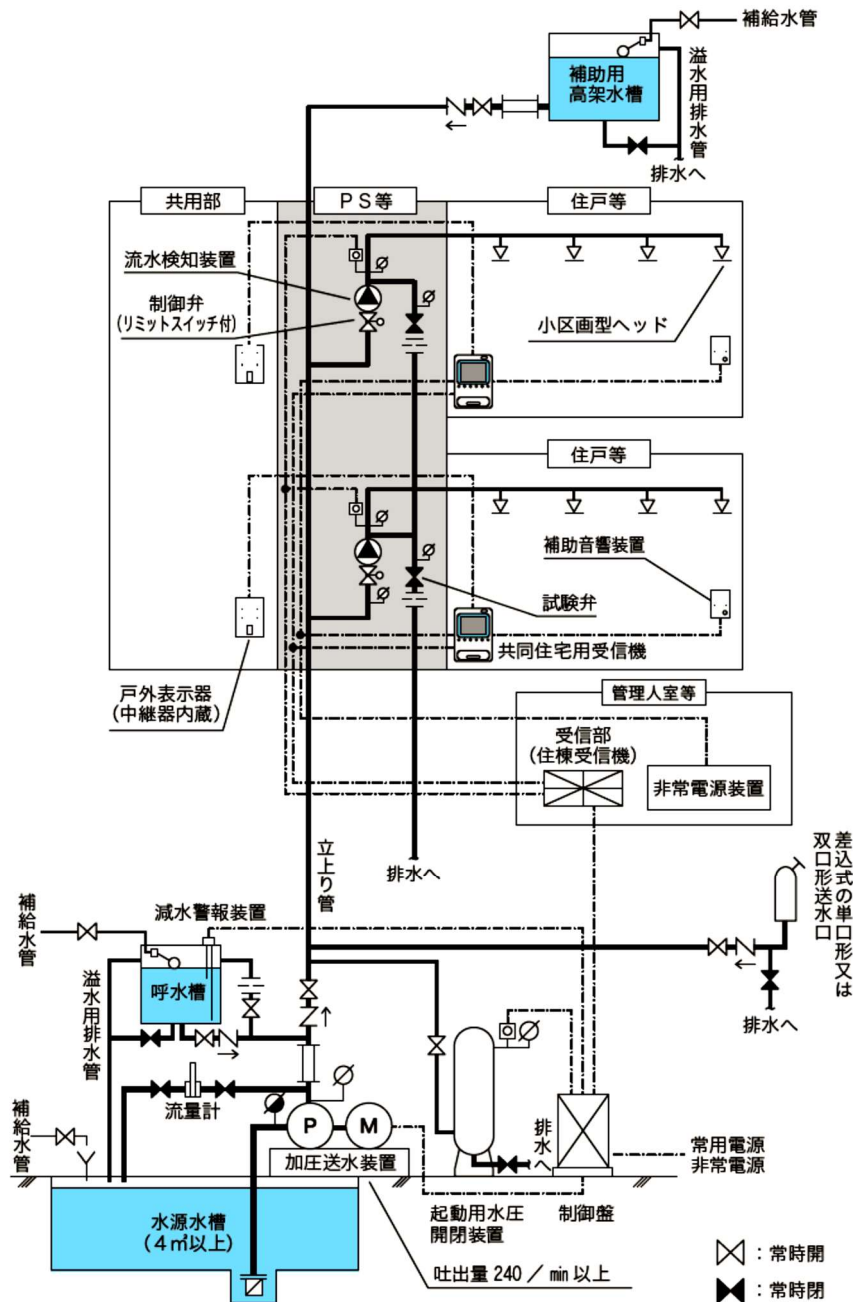 補給水管
補助用
高架水槽
溢水用排水管
排水へ
共用部
ＰＳ等
住戸等
流水検知装置
制御弁
(リミットスイッチ付)
小区画型ヘッド
住戸等
補助音響装置
試験弁
共同住宅用受信機
戸外表示器
(中継器内蔵)
管理人室等
受信部
(住棟受信機)
非常電源装置
立上り管
排水へ
差込式の単口形又は
双口形送水口
補給水管
減水警報装置
呼水槽
溢水用排水管
排水へ
流量計
補給水管
P
M
加圧送水装置
排水へ
常用電源
非常電源
水源水槽
(４㎥以上)
起動用水圧
開閉装置
制御盤
吐出量 240 ／ min 以上
：常時開
：常時閉